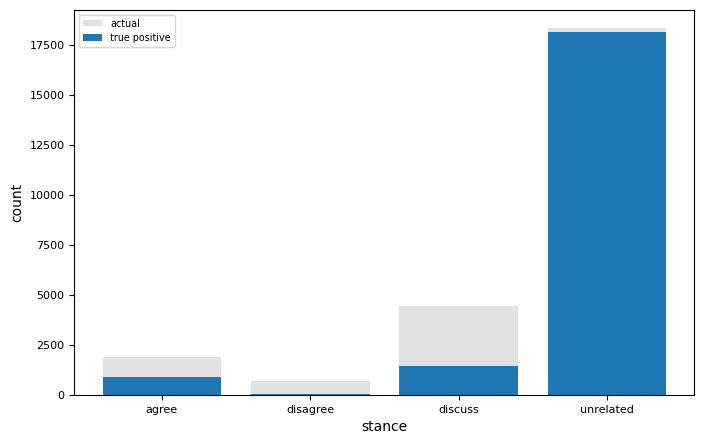 actual
true positive
17500
15000
12500
10000
7500
5000
2500
0
count
agree disagree discuss unrelated
stance